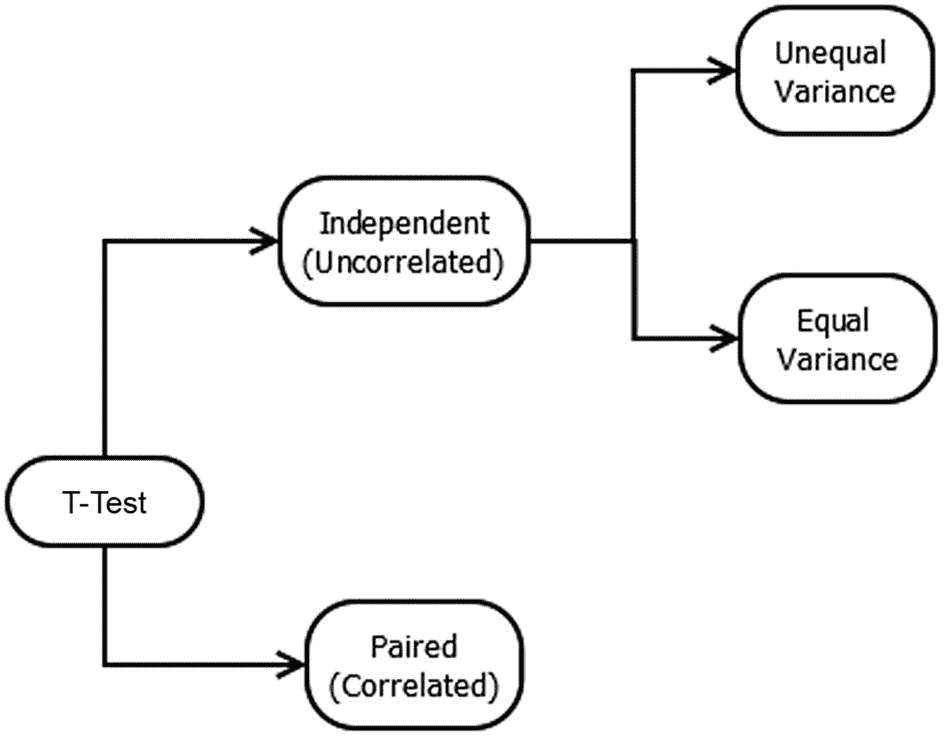 Unequal
Variance
Independent
(Uncorrelated)
Equal
Variance
T-Test
Paired
(Correlated)